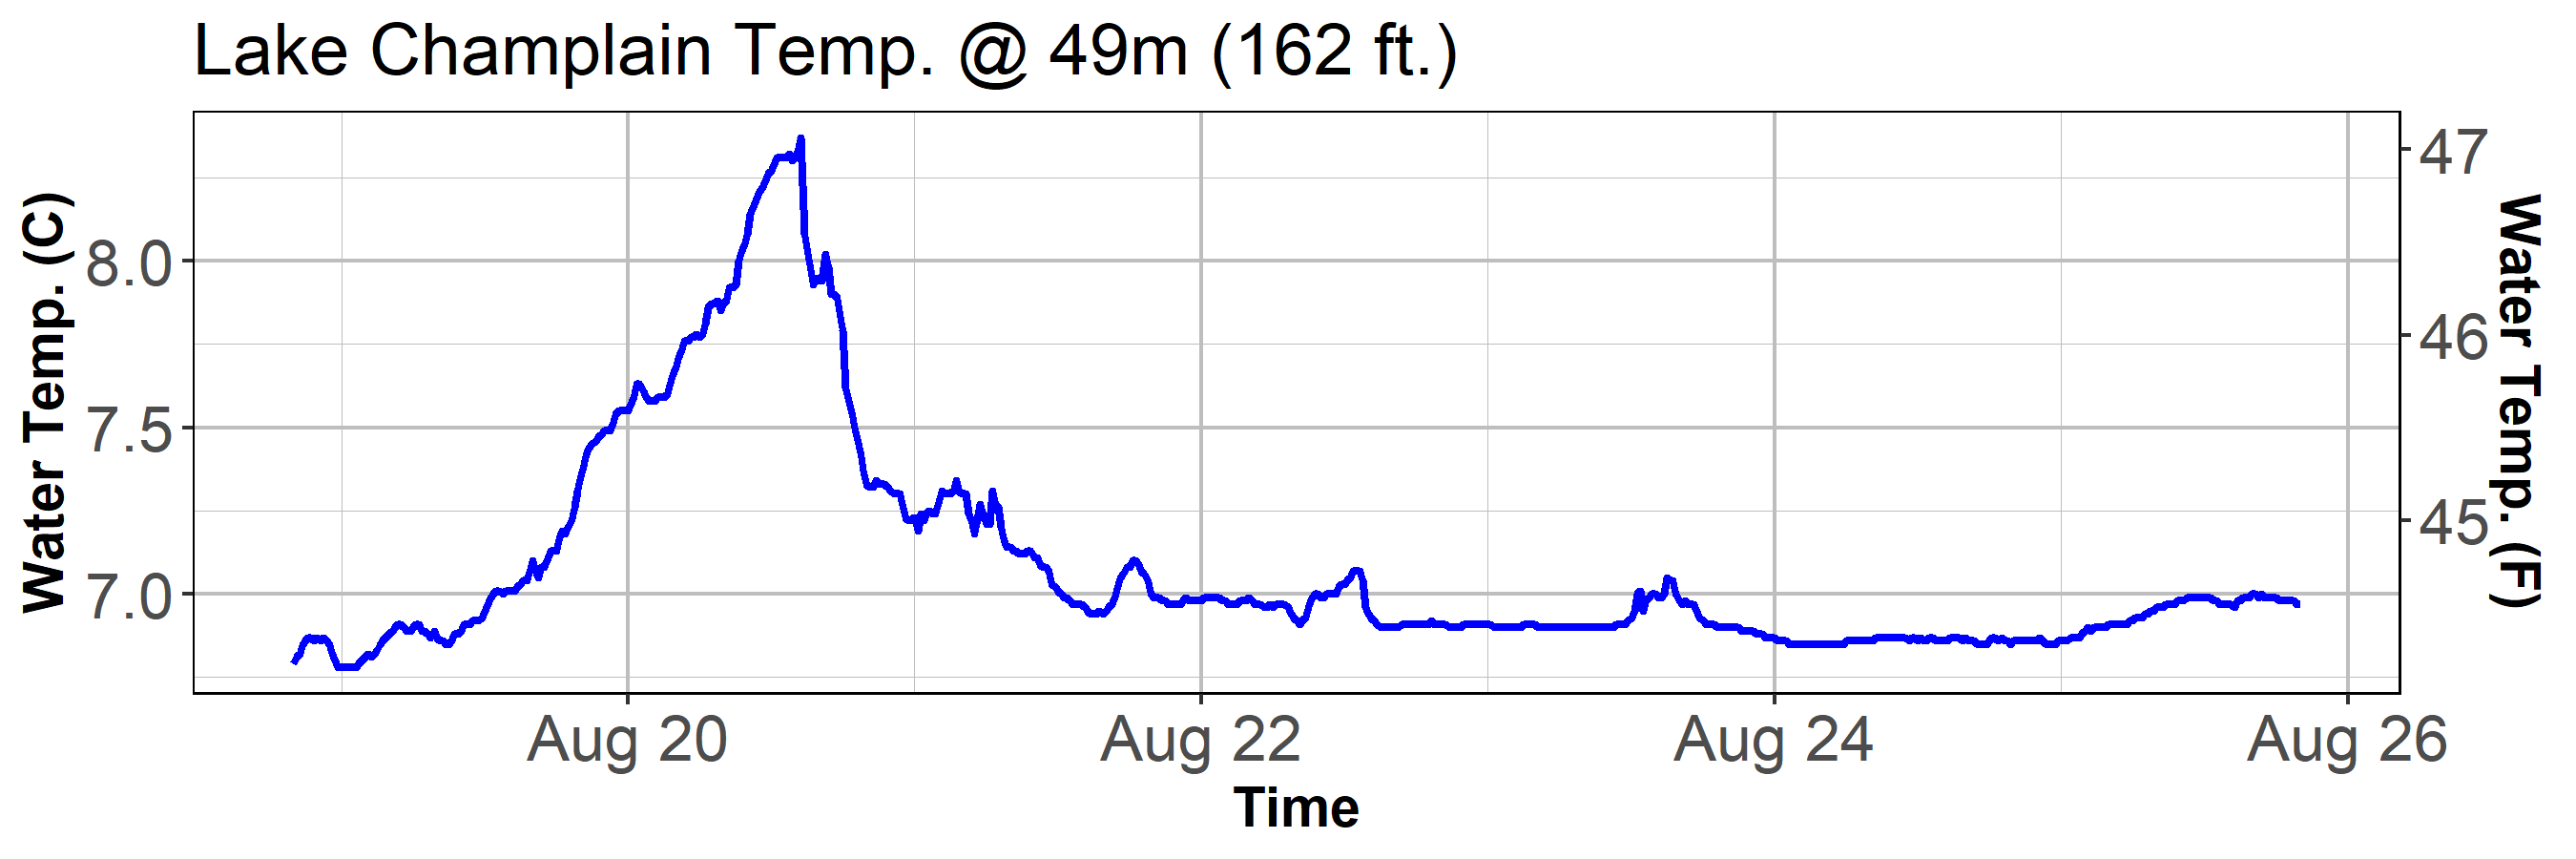 Lake Champlain Temp. @ 49m (162 ft.)
Water Temp. (C)
8.0
7.5
7.0
47
46
45
Water Temp. (F)
Aug 20 Aug 22 Aug 24 Aug 26
Time